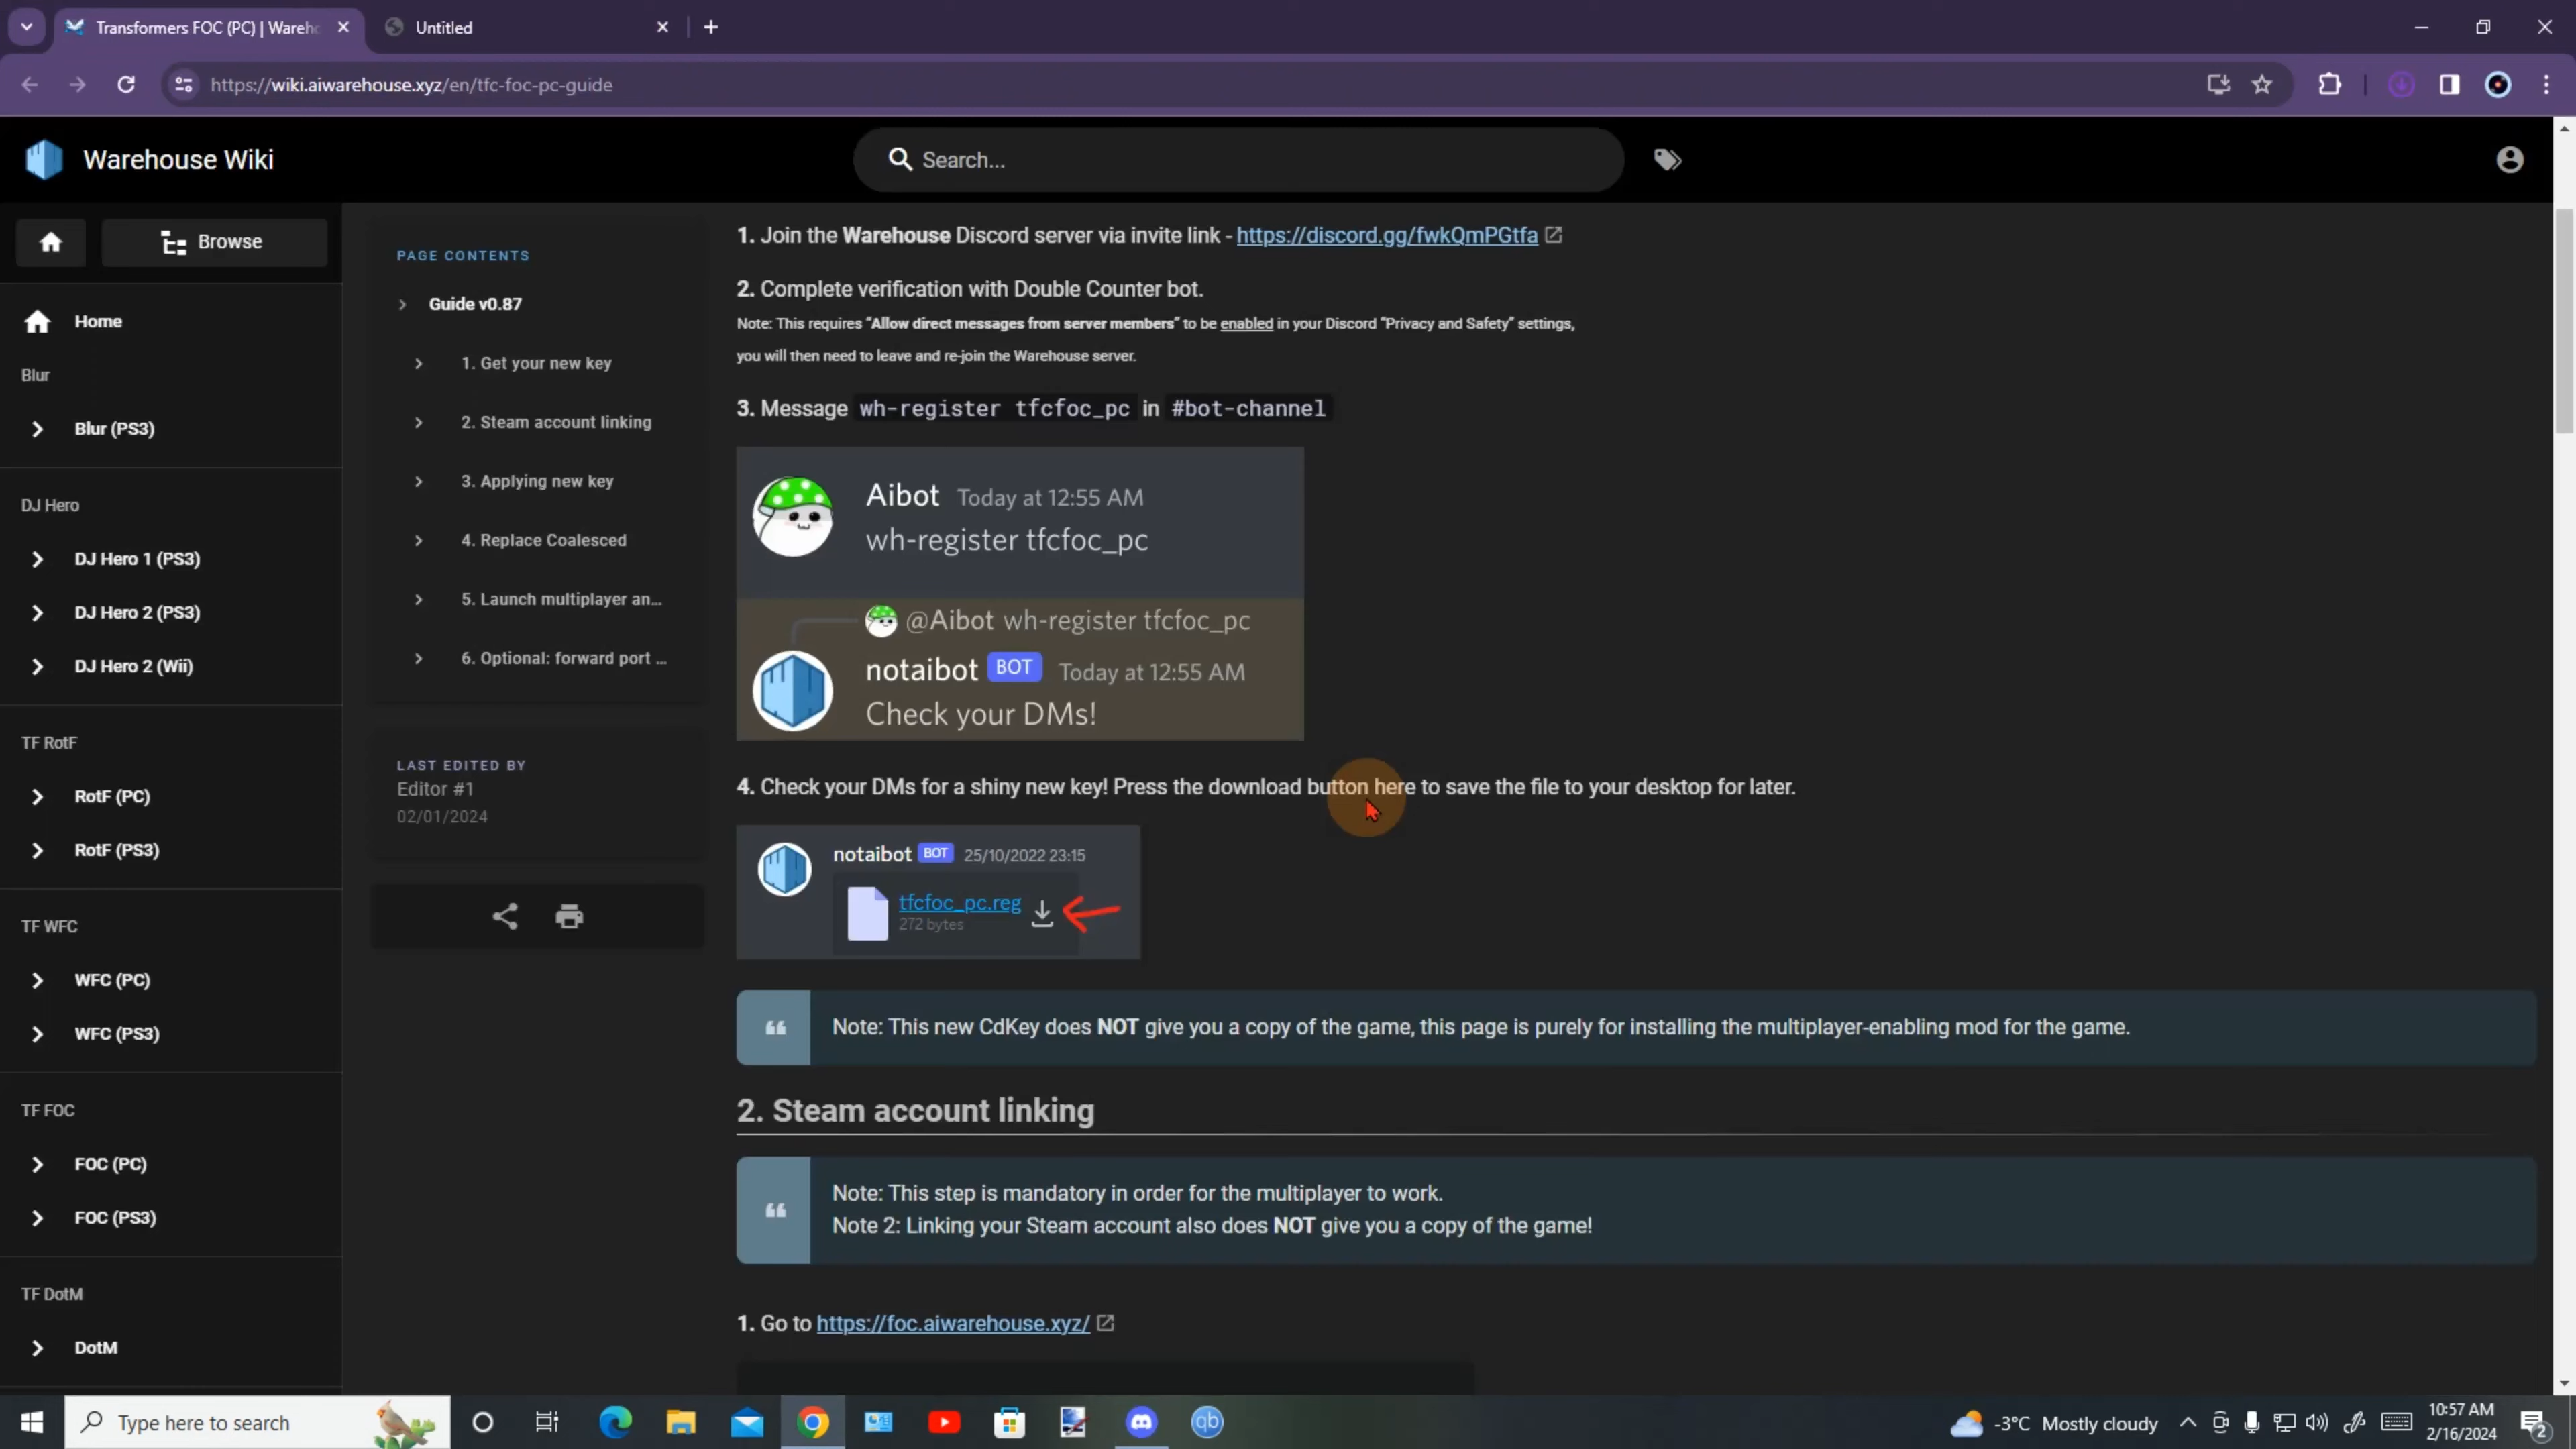 Transformers FOC (PC) | Wareho
Untitled
https://wiki.aiwarehouse.xyz/en/tfc-foc-pc-guide
Warehouse Wiki
Search...
Browse
Home
Blur
Blur (PS3)
DJ Hero
DJ Hero 1 (PS3)
DJ Hero 2 (PS3)
DJ Hero 2 (Wii)
TF RotF
RotF (PC)
RotF (PS3)
TF WFC
WFC (PC)
WFC (PS3)
TF FOC
FOC (PC)
FOC (PS3)
TF DotM
DotM
PAGE CONTENTS
Guide v0.87
1. Get your new key
2. Steam account linking
3. Applying new key
4. Replace Coalesced
5. Launch multiplayer an...
6. Optional: forward port ...
LAST EDITED BY
Editor #1
02/01/2024
1. Join the Warehouse Discord server via invite link - https://discord.gg/fwkQmPGtfa
2. Complete verification with Double Counter bot.
Note: This requires "Allow direct messages from server members" to be enabled in your Discord "Privacy and Safety" settings,
you will then need to leave and re-join the Warehouse server.
3. Message wh-register tfcfoc_pc in #bot-channel
Aibot Today at 12:55 AM
wh-register tfcfoc_pc
@Aibot wh-register tfcfoc_pc
notaibot BOT Today at 12:55 AM
Check your DMs!
4. Check your DMs for a shiny new key! Press the download button here to save the file to your desktop for later.
notaibot BOT 25/10/2022 23:15
tfcfoc_pc.reg
272 bytes
Note: This new CdKey does NOT give you a copy of the game, this page is purely for installing the multiplayer-enabling mod for the game.
2. Steam account linking
Note: This step is mandatory in order for the multiplayer to work.
Note 2: Linking your Steam account also does NOT give you a copy of the game!
1. Go to https://foc.aiwarehouse.xyz/
Type here to search
qb
-3°C Mostly cloudy
10:57 AM
2/16/2024
2